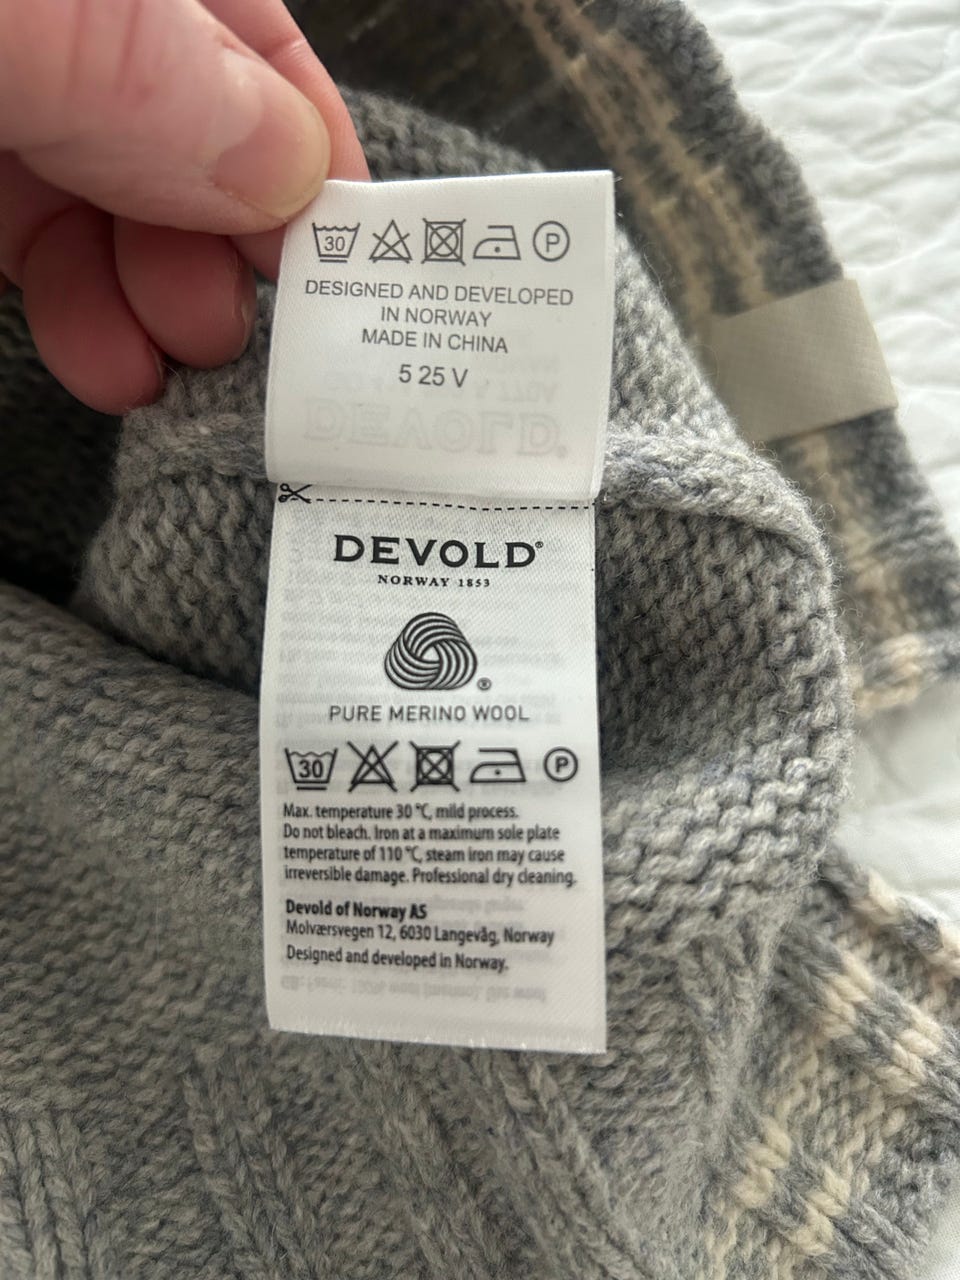 30
P
DESIGNED AND DEVELOPED
IN NORWAY
MADE IN CHINA
5 25 V
DEVOLD®
NORWAY 1853
®
PURE MERINO WOOL
30
P
Max. temperature 30 °C, mild process.
Do not bleach. Iron at a maximum sole plate
temperature of 110 °C, steam iron may cause
irreversible damage. Professional dry cleaning.
Devold of Norway AS
Molværsvegen 12, 6030 Langevåg, Norway
Designed and developed in Norway.